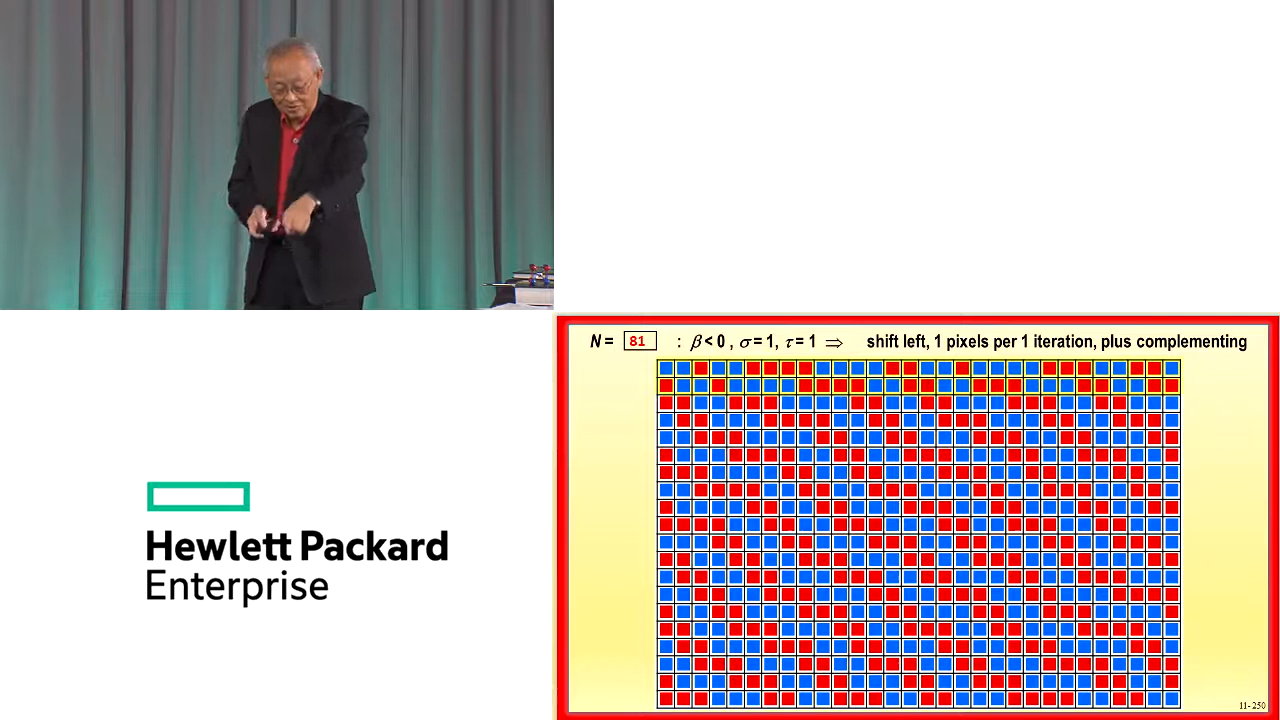 N = 81 : β < 0 , σ = 1, τ = 1 ⇒ shift left, 1 pixels per 1 iteration, plus complementing
Hewlett Packard
Enterprise
11- 250